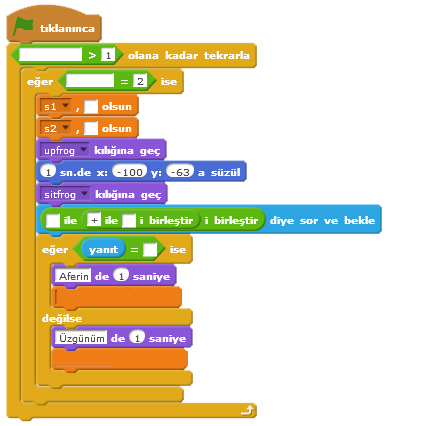 tıklanınca
> 1 olana kadar tekrarla
eğer = 2 ise
s1 , olsun
s2 , olsun
upfrog kılığına geç
1 sn.de x: -100 y: -63 a süzül
sitfrog kılığına geç
ile + ile i birleştir i birleştir diye sor ve bekle
eğer yanıt = ise
Aferin de 1 saniye
değilse
Üzgünüm de 1 saniye